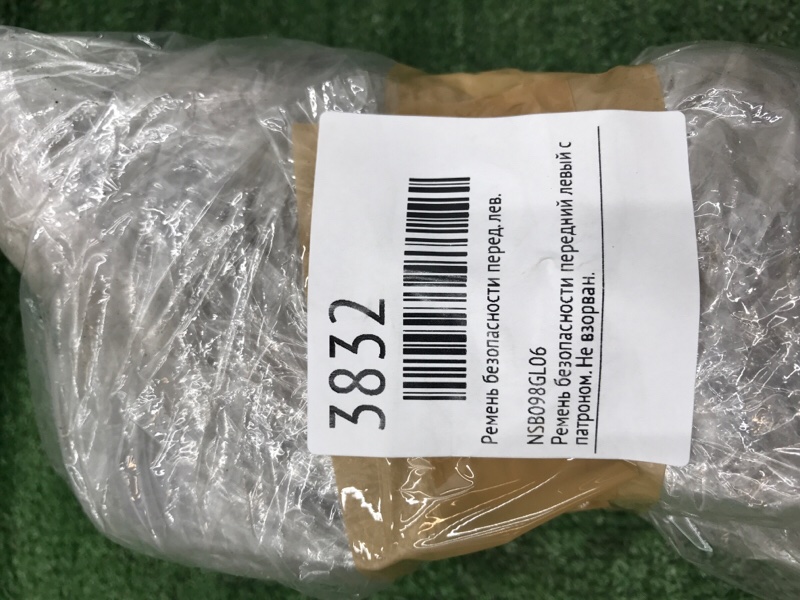 3832
Ремень безопасности перед.лев.
NSB098GL06
Ремень безопасности передний левый с
патроном.Не взорван.